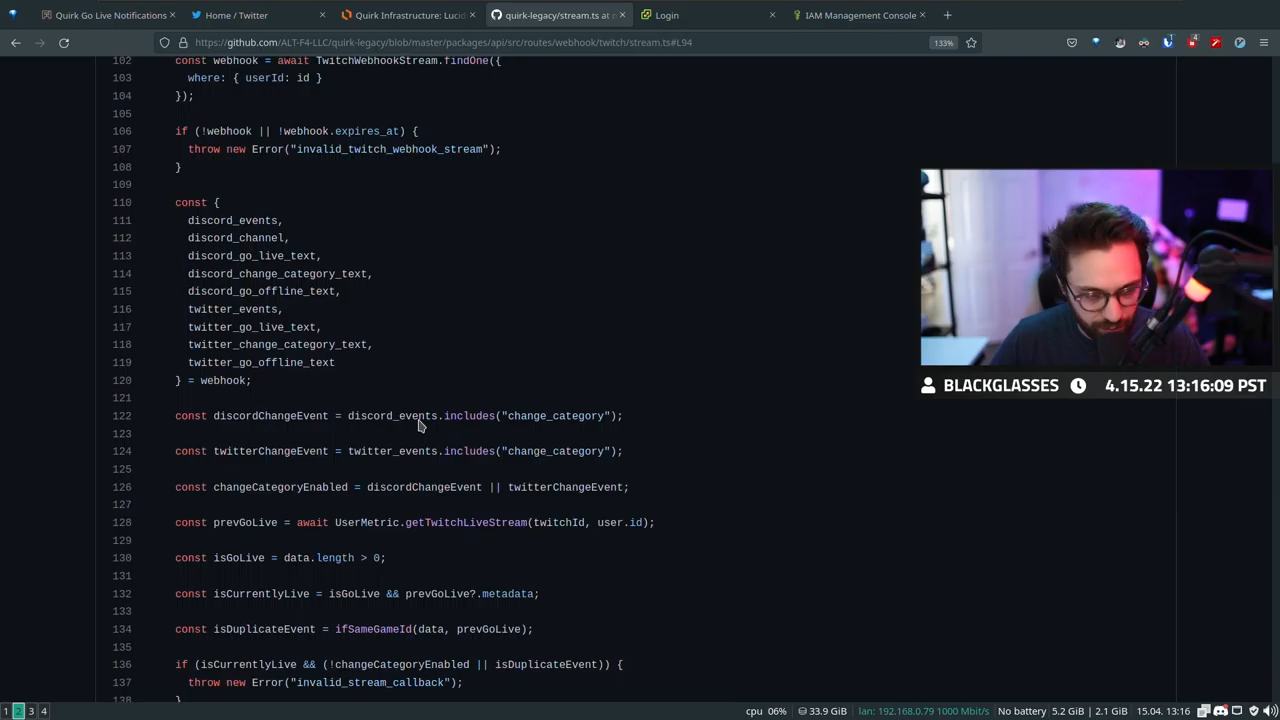 Quirk Go Live Notifications
Home / Twitter
Quirk Infrastructure: Lucid
quirk-legacy/stream.ts at
Login
IAM Management Console
https://github.com/ALT-F4-LLC/quirk-legacy/blob/master/packages/api/src/routes/webhook/twitch/stream.ts#L94
133%
102 const webhook = await TwitchWebhookStream.findOne({
103 where: { userId: id }
104 });
105
106 if (!webhook || !webhook.expires_at) {
107 throw new Error("invalid_twitch_webhook_stream");
108 }
109
110 const {
111 discord_events,
112 discord_channel,
113 discord_go_live_text,
114 discord_change_category_text,
115 discord_go_offline_text,
116 twitter_events,
117 twitter_go_live_text,
118 twitter_change_category_text,
119 twitter_go_offline_text
120 } = webhook;
121
122 const discordChangeEvent = discord_events.includes("change_category");
123
124 const twitterChangeEvent = twitter_events.includes("change_category");
125
126 const changeCategoryEnabled = discordChangeEvent || twitterChangeEvent;
127
128 const prevGoLive = await UserMetric.getTwitchLiveStream(twitchId, user.id);
129
130 const isGoLive = data.length > 0;
131
132 const isCurrentlyLive = isGoLive && prevGoLive?.metadata;
133
134 const isDuplicateEvent = ifSameGameId(data, prevGoLive);
135
136 if (isCurrentlyLive && (!changeCategoryEnabled || isDuplicateEvent)) {
137 throw new Error("invalid_stream_callback");
138 }
BLACKGLASSES 4.15.22 13:16:09 PST
1 2 3 4
cpu 06% 33.9 GiB lan: 192.168.0.79 1000 Mbit/s No battery 5.2 GiB | 2.1 GiB 15.04. 13:16